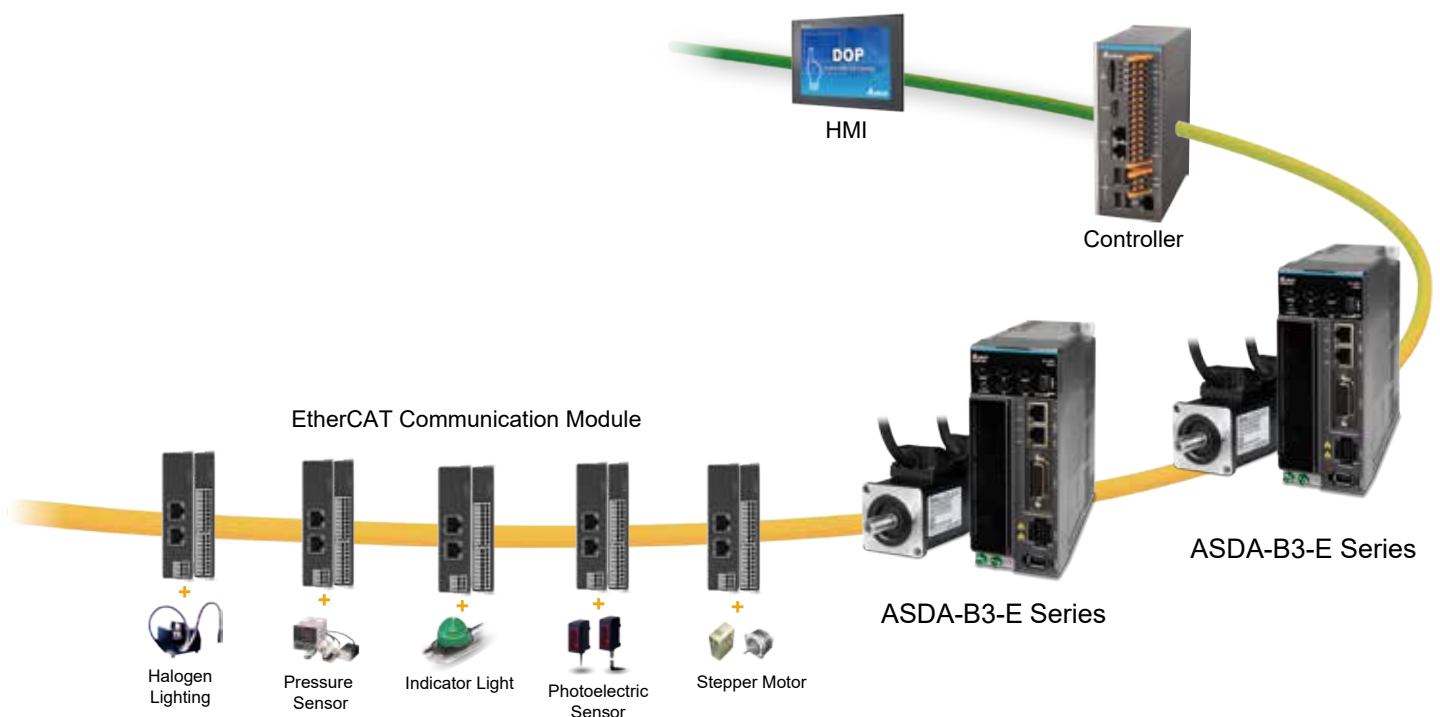 DOP
HMI
Controller
EtherCAT Communication Module
ASDA-B3-E Series
ASDA-B3-E Series
Halogen
Lighting
Pressure
Sensor
Indicator Light
Photoelectric
Sensor
Stepper Motor